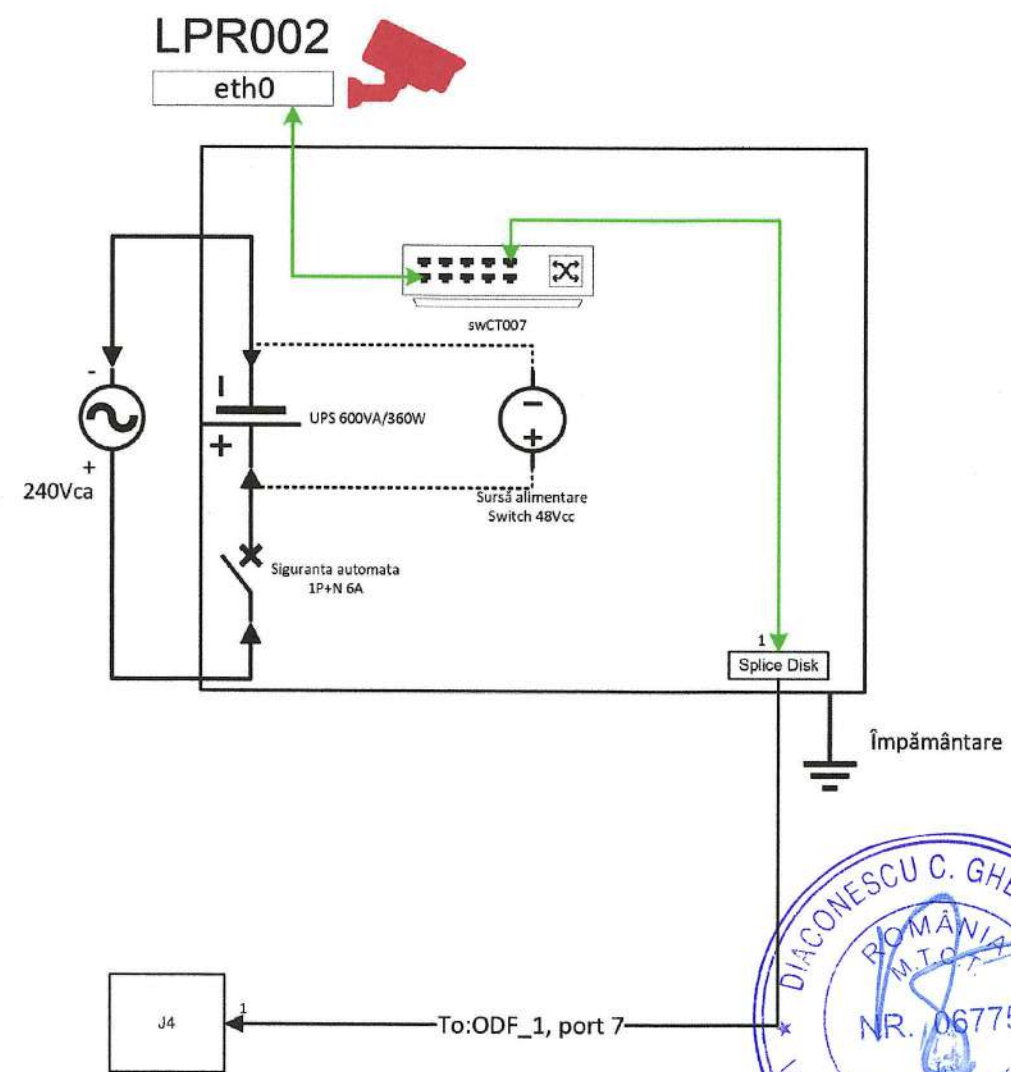 LPR002
eth0
swCT007
-
+
240Vca
UPS 600VA/360W
Sursă alimentare
Switch 48Vcc
Siguranta automata
1P+N 6A
1
Splice Disk
Împământare
J4
1
To:ODF_1, port 7
DIACONESCU C.
ROMÂNIA
M.T.C.T.
NR. 06775